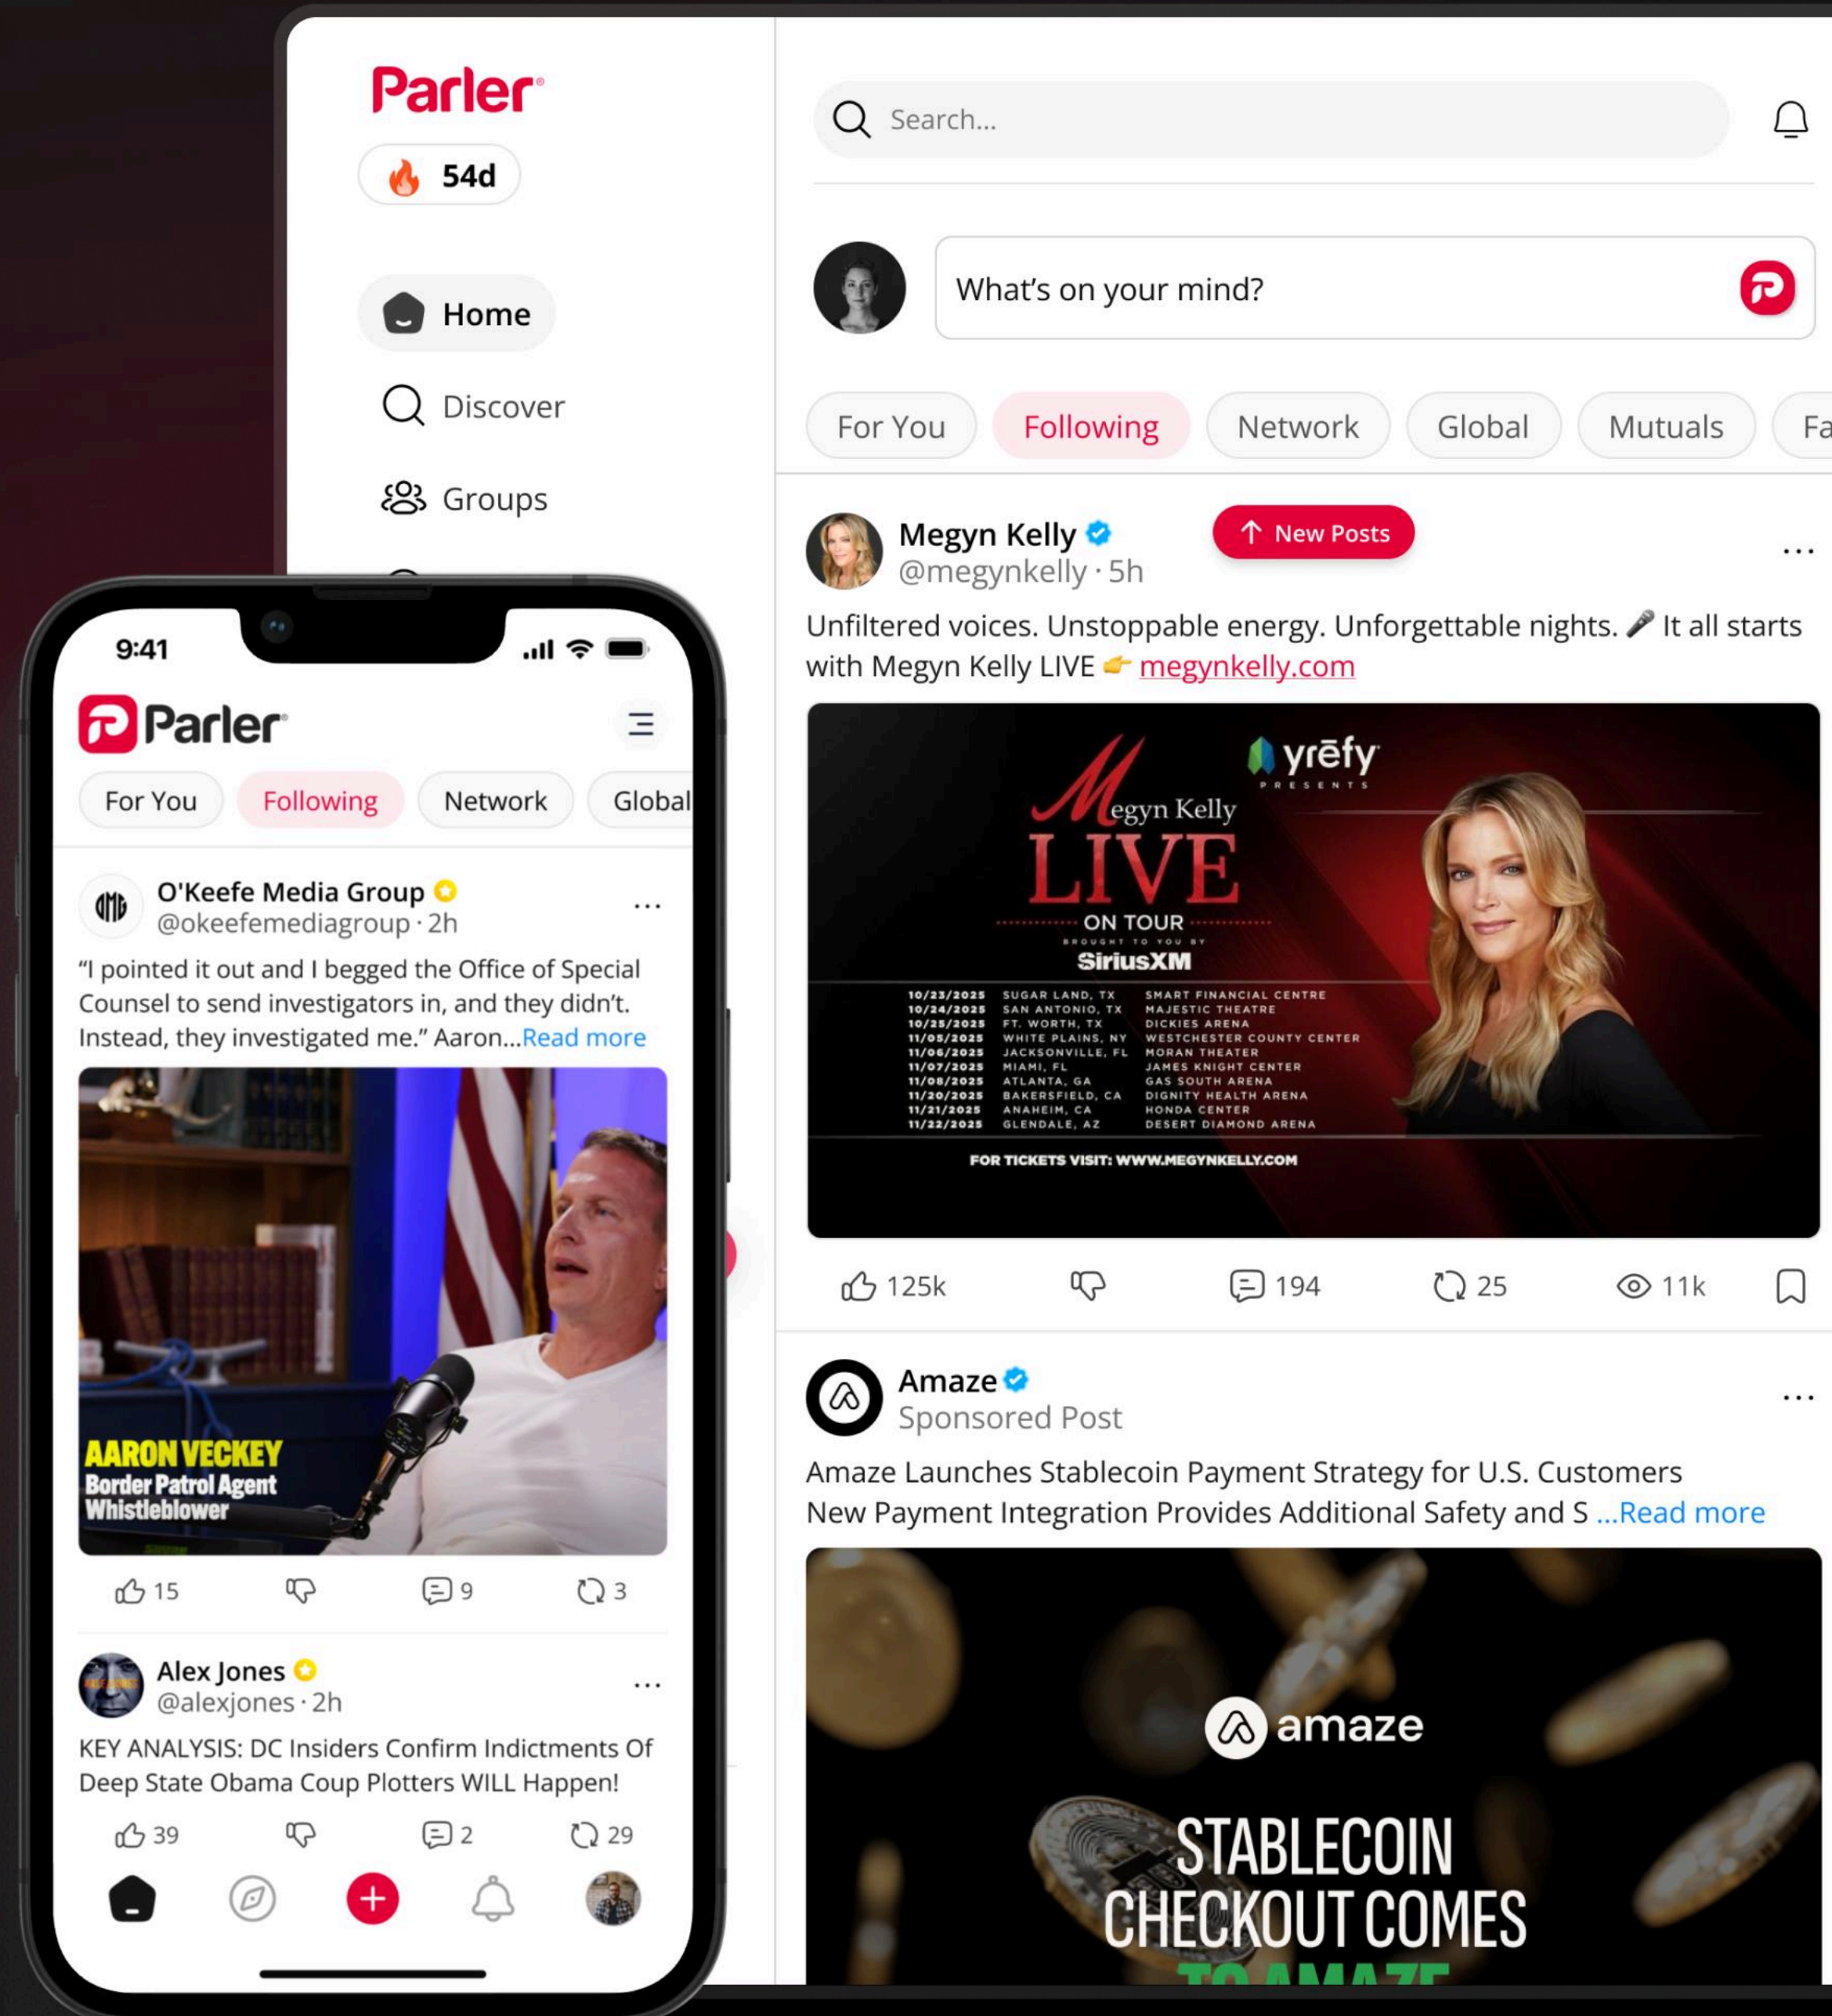 Parler
54d
Home
Discover
Groups
Search...
What's on your mind?
For You
Following
Network
Global
Mutuals
Fa
Megyn Kelly
@megynkelly · 5h
New Posts
Unfiltered voices. Unstoppable energy. Unforgettable nights. 🎤 It all starts
with Megyn Kelly LIVE 👉 megynkelly.com
yrēfy
PRESENTS
Megyn Kelly
LIVE
ON TOUR
BROUGHT TO YOU BY
SiriusXM
10/23/2025 SUGAR LAND, TX SMART FINANCIAL CENTRE
10/24/2025 SAN ANTONIO, TX MAJESTIC THEATRE
10/25/2025 FT. WORTH, TX DICKIES ARENA
11/05/2025 WHITE PLAINS, NY WESTCHESTER COUNTY CENTER
11/06/2025 JACKSONVILLE, FL MORAN THEATER
11/07/2025 MIAMI, FL JAMES KNIGHT CENTER
11/08/2025 ATLANTA, GA GAS SOUTH ARENA
11/20/2025 BAKERSFIELD, CA DIGNITY HEALTH ARENA
11/21/2025 ANAHEIM, CA HONDA CENTER
11/22/2025 GLENDALE, AZ DESERT DIAMOND ARENA
FOR TICKETS VISIT: WWW.MEGYNKELLY.COM
125k 194 25 11k
Amaze
Sponsored Post
Amaze Launches Stablecoin Payment Strategy for U.S. Customers
New Payment Integration Provides Additional Safety and S ...Read more
amaze
STABLECOIN
CHECKOUT COMES
TO AMAZE
9:41
Parler
For You
Following
Network
Global
OMG
O'Keefe Media Group
@okeefemediagroup · 2h
“I pointed it out and I begged the Office of Special
Counsel to send investigators in, and they didn’t.
Instead, they investigated me.” Aaron...Read more
AARON VECKEY
Border Patrol Agent
Whistleblower
15 9 3
Alex Jones
@alexjones · 2h
KEY ANALYSIS: DC Insiders Confirm Indictments Of
Deep State Obama Coup Plotters WILL Happen!
39 2 29